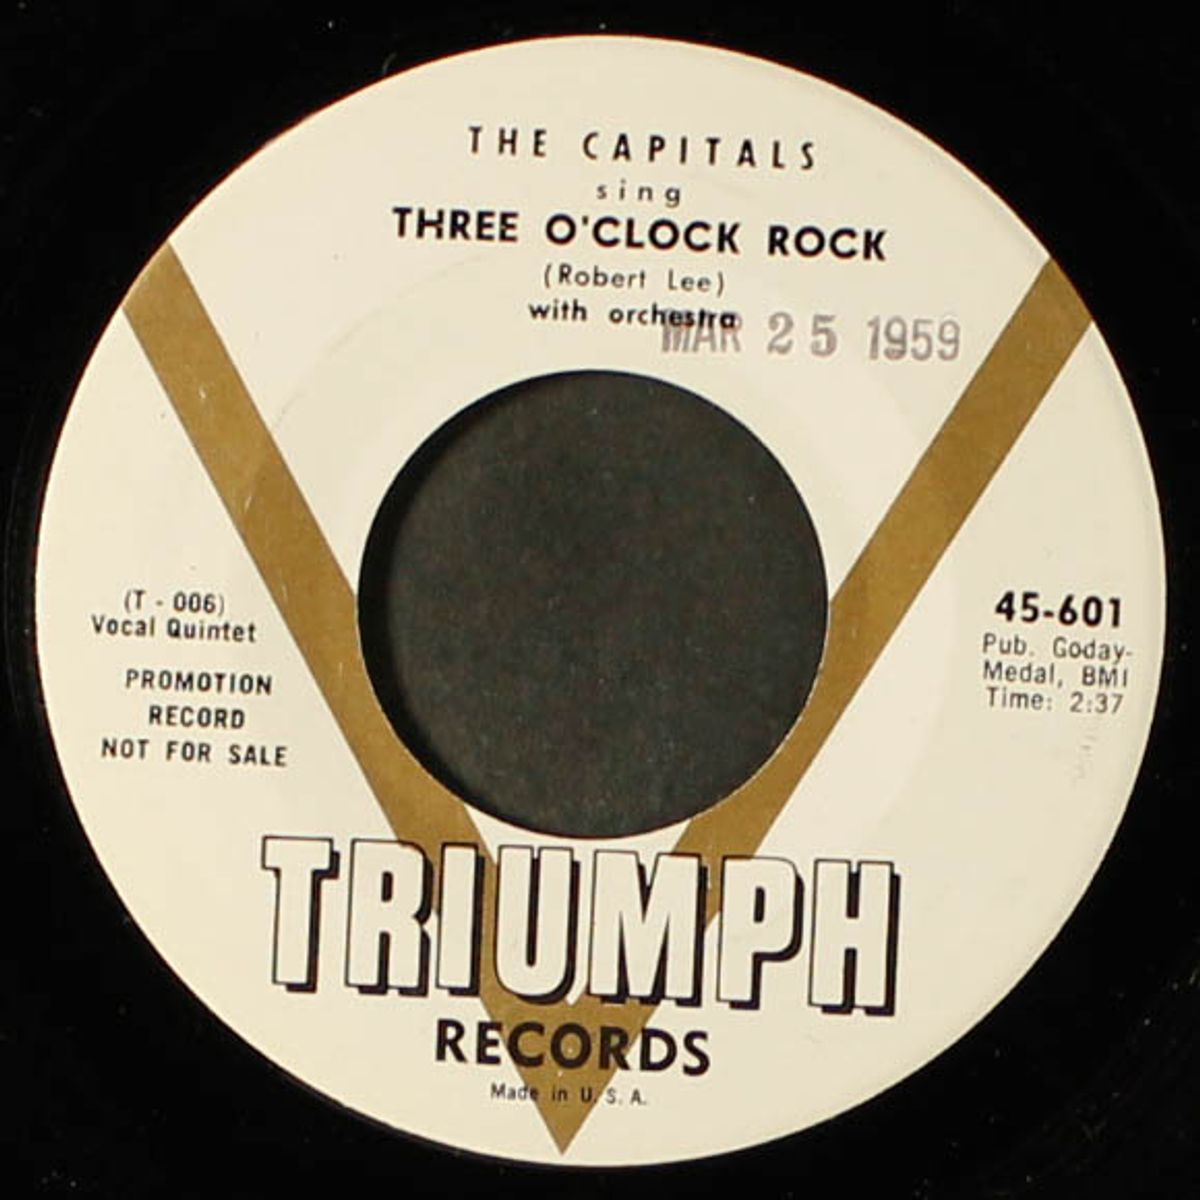 THE CAPITALS
sing
THREE O'CLOCK ROCK
(Robert Lee)
with orchestra
MAR 25 1959
(T - 006)
Vocal Quintet
PROMOTION
RECORD
NOT FOR SALE
45-601
Pub. Goday-
Medal, BMI
Time: 2:37
TRIUMPH
RECORDS
Made in U. S. A.